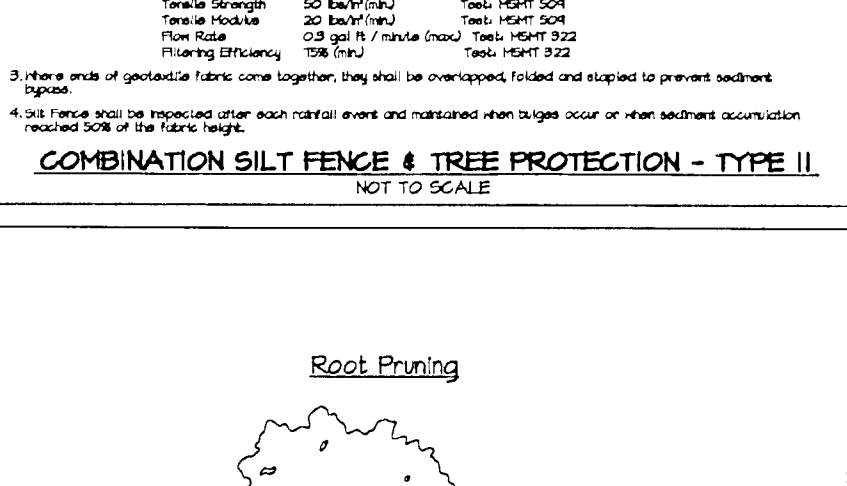 Tensile Strength 50 lbs/in (min.) Test: MSMT 509
Tensile Modulus 20 lbs/in (min.) Test: MSMT 509
Flow Rate 0.3 gal ft / minute (max.) Test: MSMT 322
Filtering Efficiency 75% (min.) Test: MSMT 322
3. Where ends of geotextile fabric come together, they shall be overlapped, folded and stapled to prevent sediment
bypass.
4. Silt Fence shall be inspected after each rainfall event and maintained when bulges occur or when sediment accumulation
reached 50% of the fabric height.
COMBINATION SILT FENCE & TREE PROTECTION - TYPE II
NOT TO SCALE
Root Pruning